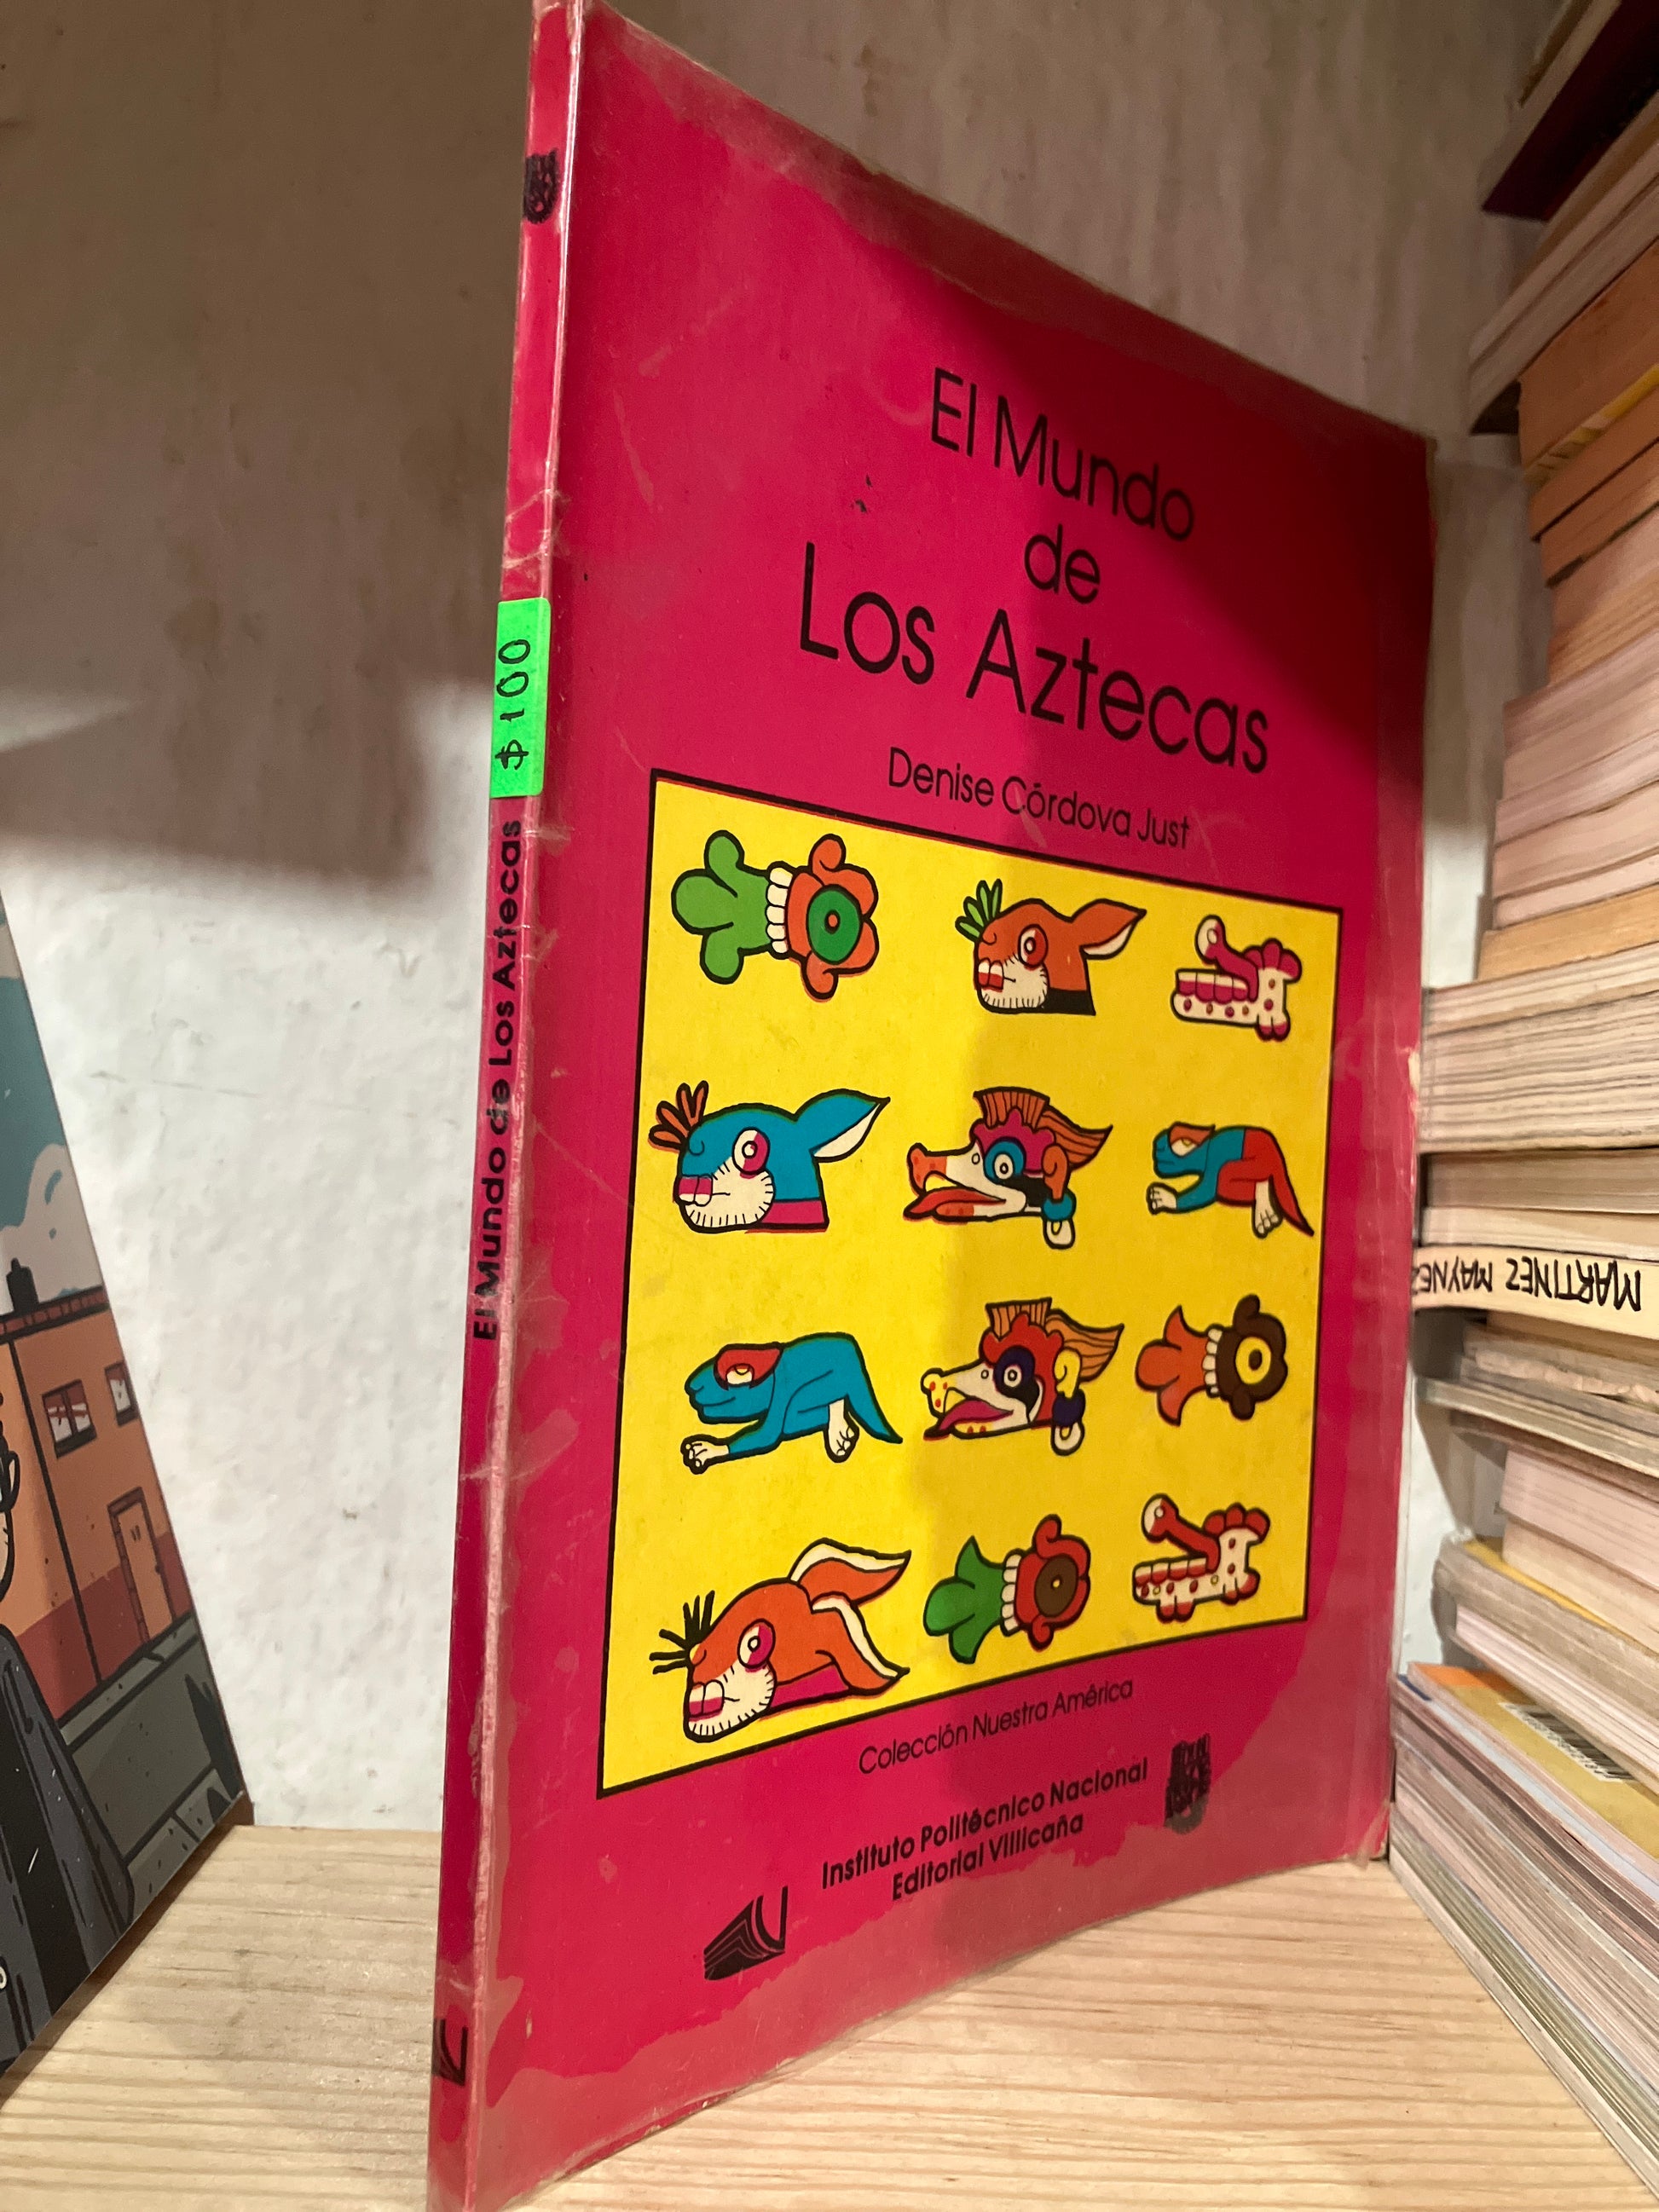 El Mundo
de
Los Aztecas
Denise Córdova Just
Colección Nuestra América
Instituto Politécnico Nacional
Editorial Villicaña
$100
El Mundo de Los Aztecas
MARTINEZ MAYNEZ